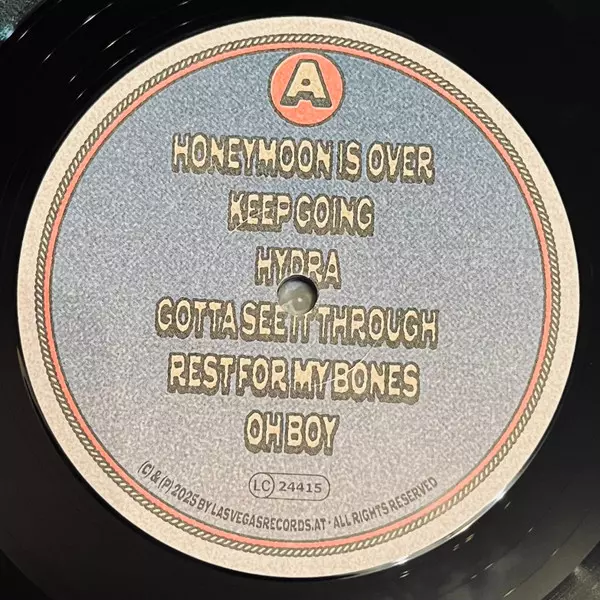 A
HONEYMOON IS OVER
KEEP GOING
HYDRA
GOTTA SEE IT THROUGH
REST FOR MY BONES
OH BOY
LC 24415
(C) & (P) 2025 BY LASVEGASRECORDS.AT · ALL RIGHTS RESERVED